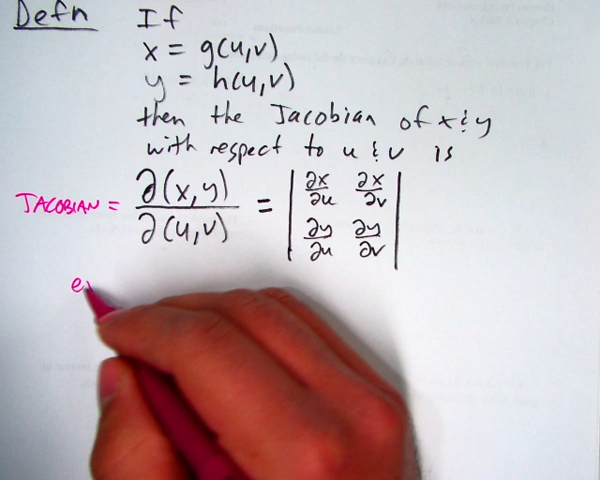 Defn If
x = g(u,v)
y = h(u,v)
then the Jacobian of x & y
with respect to u & v is
JACOBIAN = ∂(x,y)/∂(u,v) = | ∂x/∂u ∂x/∂v |
| ∂y/∂u ∂y/∂v |
e